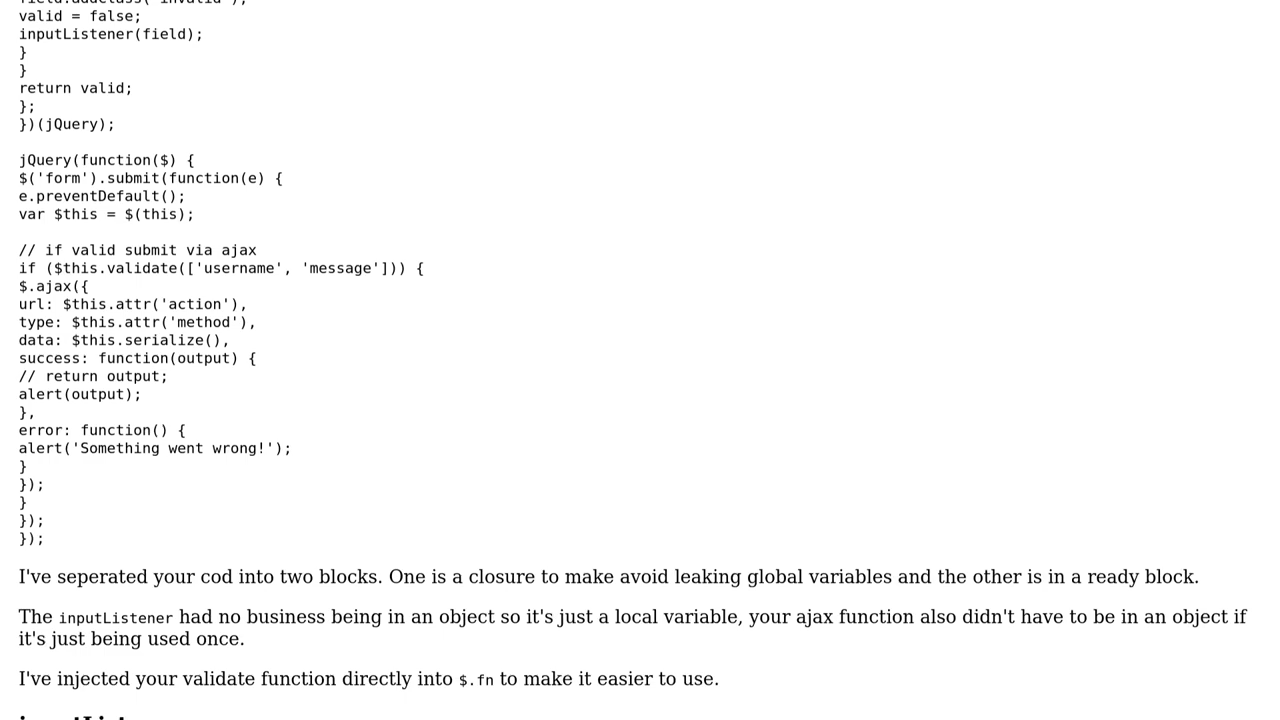 valid = false;
inputListener(field);
}
}
return valid;
};
})(jQuery);

jQuery(function($) {
$('form').submit(function(e) {
e.preventDefault();
var $this = $(this);

// if valid submit via ajax
if ($this.validate(['username', 'message'])) {
$.ajax({
url: $this.attr('action'),
type: $this.attr('method'),
data: $this.serialize(),
success: function(output) {
// return output;
alert(output);
},
error: function() {
alert('Something went wrong!');
}
});
}
});
});

I've seperated your cod into two blocks. One is a closure to make avoid leaking global variables and the other is in a ready block.
The inputListener had no business being in an object so it's just a local variable, your ajax function also didn't have to be in an object if
it's just being used once.
I've injected your validate function directly into $.fn to make it easier to use.